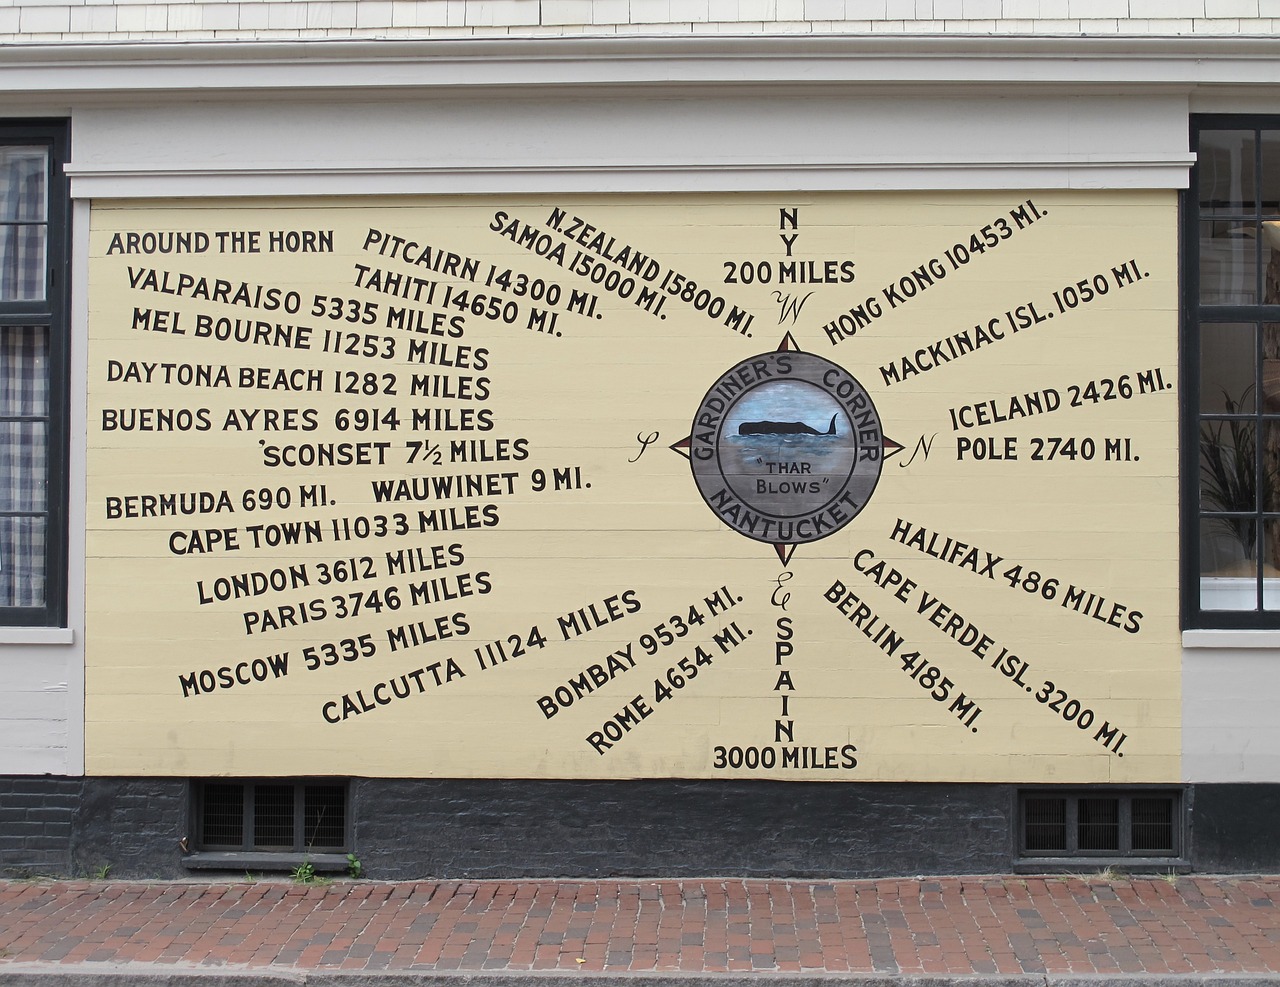 AROUND THE HORN
VALPARAISO 5335 MILES
MEL BOURNE 11253 MILES
DAYTONA BEACH 1282 MILES
BUENOS AYRES 6914 MILES
'SCONSET 7½ MILES
BERMUDA 690 MI.
WAUWINET 9 MI.
CAPE TOWN 11033 MILES
LONDON 3612 MILES
PARIS 3746 MILES
MOSCOW 5335 MILES
CALCUTTA 11124 MILES
BOMBAY 9534 MI.
ROME 4654 MI.
PITCAIRN 14300 MI.
TAHITI 14650 MI.
SAMOA 15000 MI.
N.ZEALAND 15800 MI.
NY
200 MILES
W
S
GARDINER'S CORNER
"THAR
BLOWS"
NANTUCKET
N
E
SPAIN
3000 MILES
HONG KONG 10453 MI.
MACKINAC ISL. 1050 MI.
ICELAND 2426 MI.
POLE 2740 MI.
HALIFAX 486 MILES
CAPE VERDE ISL. 3200 MI.
BERLIN 4185 MI.